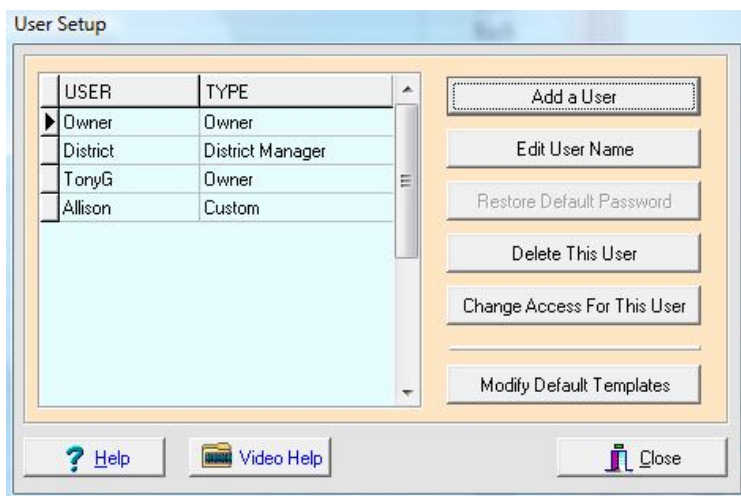 User Setup
USER TYPE
Owner Owner
District District Manager
TonyG Owner
Allison Custom
Add a User
Edit User Name
Restore Default Password
Delete This User
Change Access For This User
Modify Default Templates
? Help
Video Help
Close